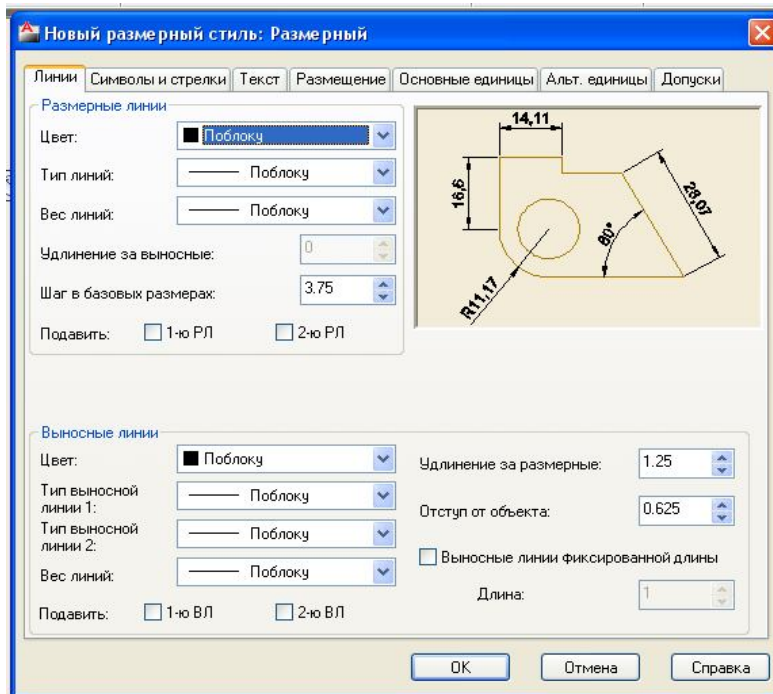 Новый размерный стиль: Размерный
Линии Символы и стрелки Текст Размещение Основные единицы Альт. единицы Допуски
Размерные линии
Цвет: Поблоку
Тип линий: Поблоку
Вес линий: Поблоку
Удлинение за выносные: 0
Шаг в базовых размерах: 3.75
Подавить: 1-ю РЛ 2-ю РЛ
14,11
16,6
28,07
80°
R11,17
Выносные линии
Цвет: Поблоку
Тип выносной
линии 1: Поблоку
Тип выносной
линии 2: Поблоку
Вес линий: Поблоку
Подавить: 1-ю ВЛ 2-ю ВЛ
Удлинение за размерные: 1.25
Отступ от объекта: 0.625
Выносные линии фиксированной длины
Длина: 1
OK Отмена Справка